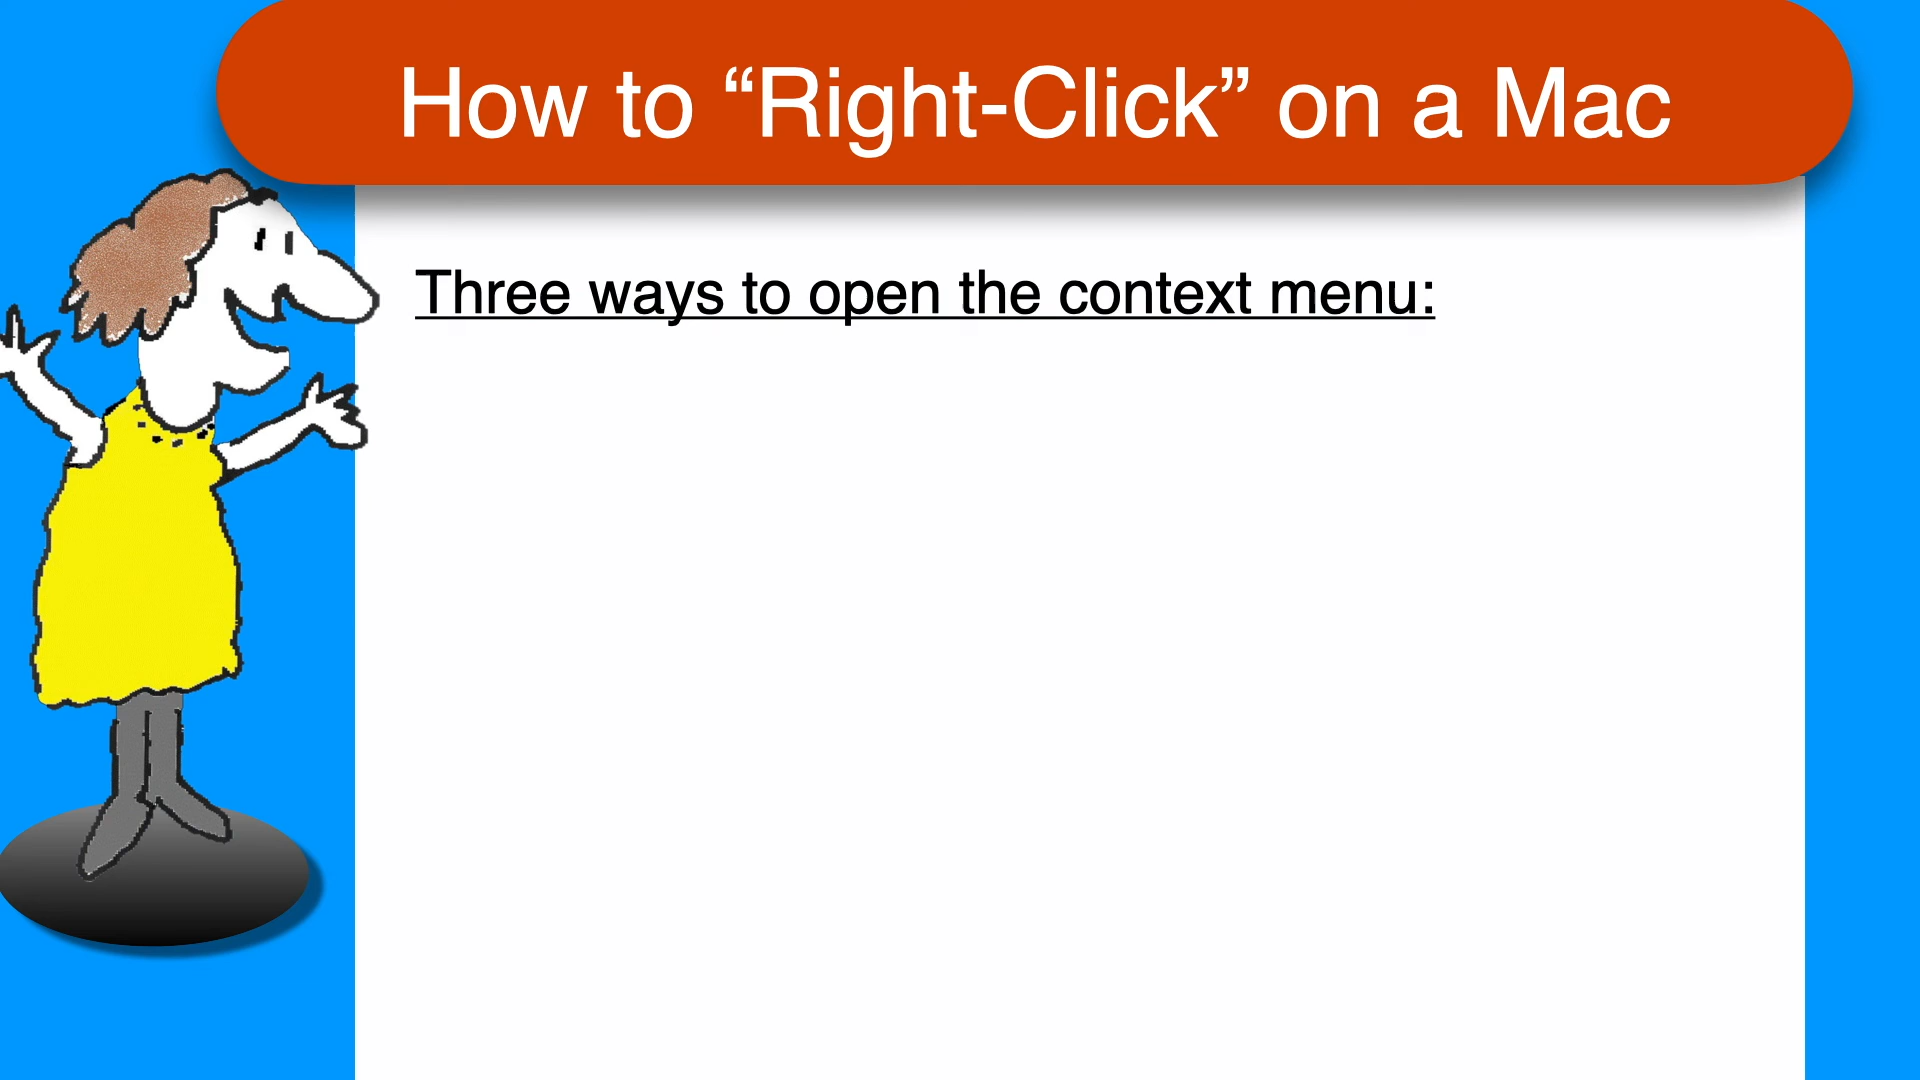 How to “Right-Click” on a Mac
Three ways to open the context menu: